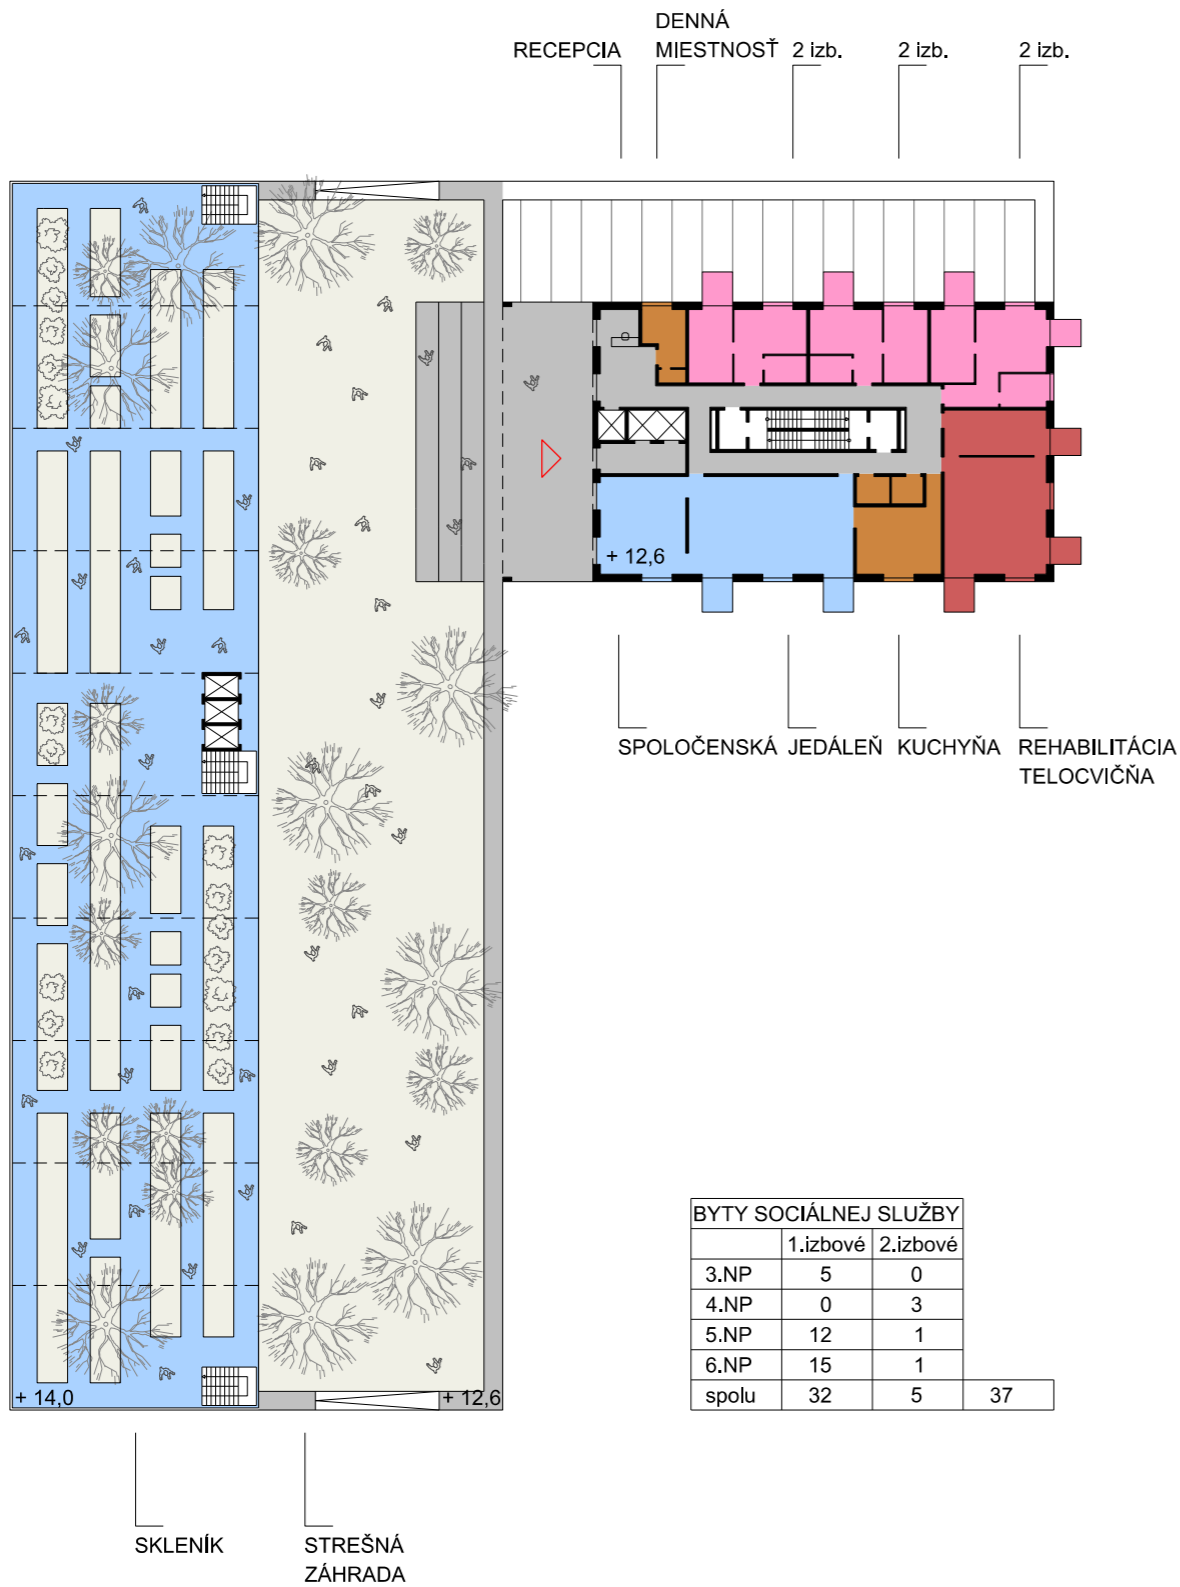 DENNÁ
RECEPCIA MIESTNOSŤ 2 izb. 2 izb. 2 izb.
+ 12,6
SPOLOČENSKÁ JEDÁLEŇ KUCHYŇA REHABILITÁCIA
TELOCVIČŇA
BYTY SOCIÁLNEJ SLUŽBY
1.izbové 2.izbové
3.NP 5 0
4.NP 0 3
5.NP 12 1
6.NP 15 1
spolu 32 5 37
+ 14,0 + 12,6
SKLENÍK STREŠNÁ
ZÁHRADA